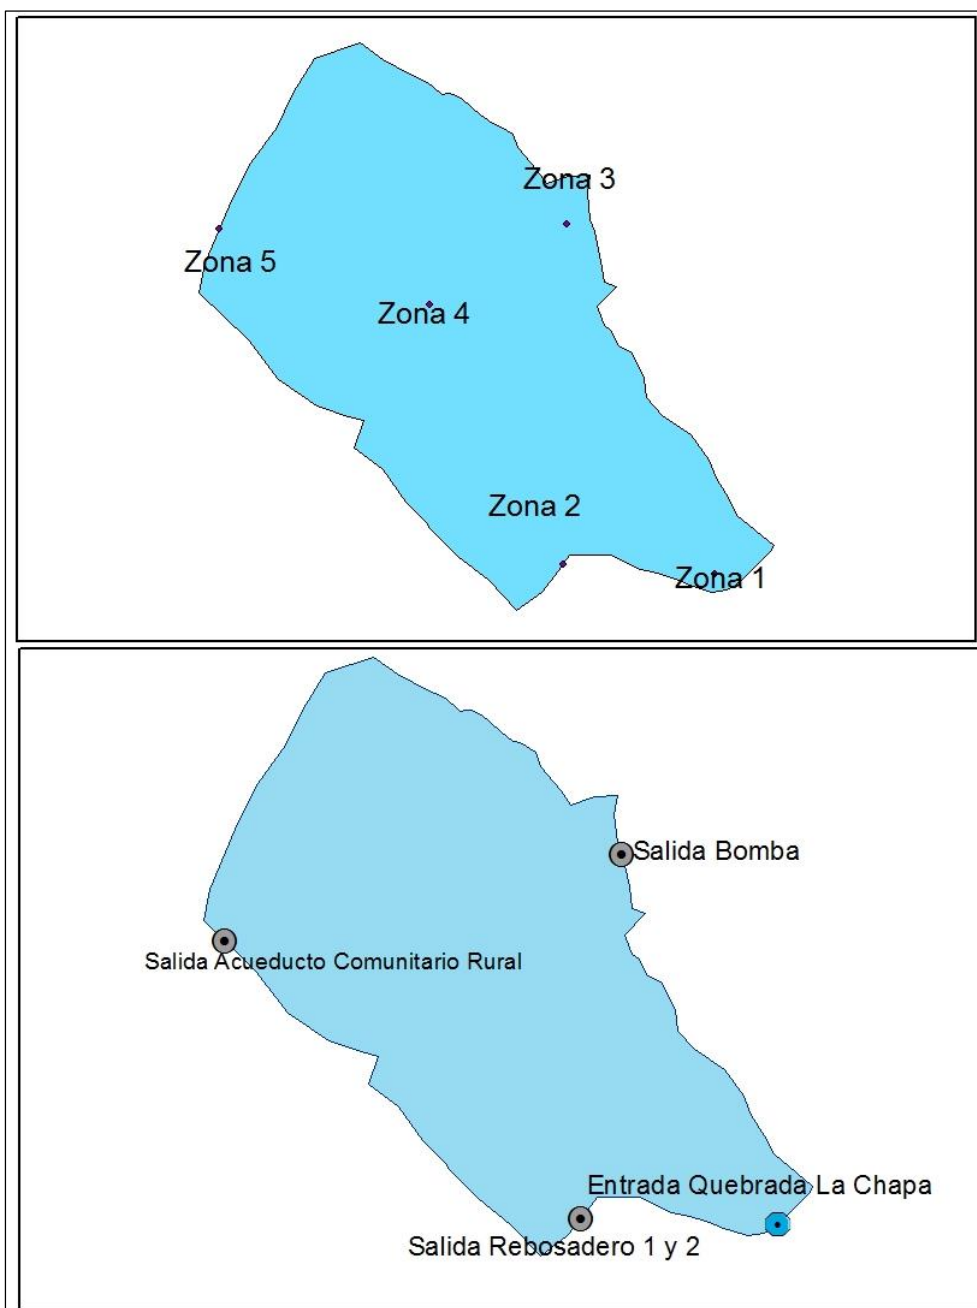 Zona 3
Zona 5
Zona 4
Zona 2
Zona 1
Salida Bomba
Salida Acueducto Comunitario Rural
Entrada Quebrada La Chapa
Salida Rebosadero 1 y 2